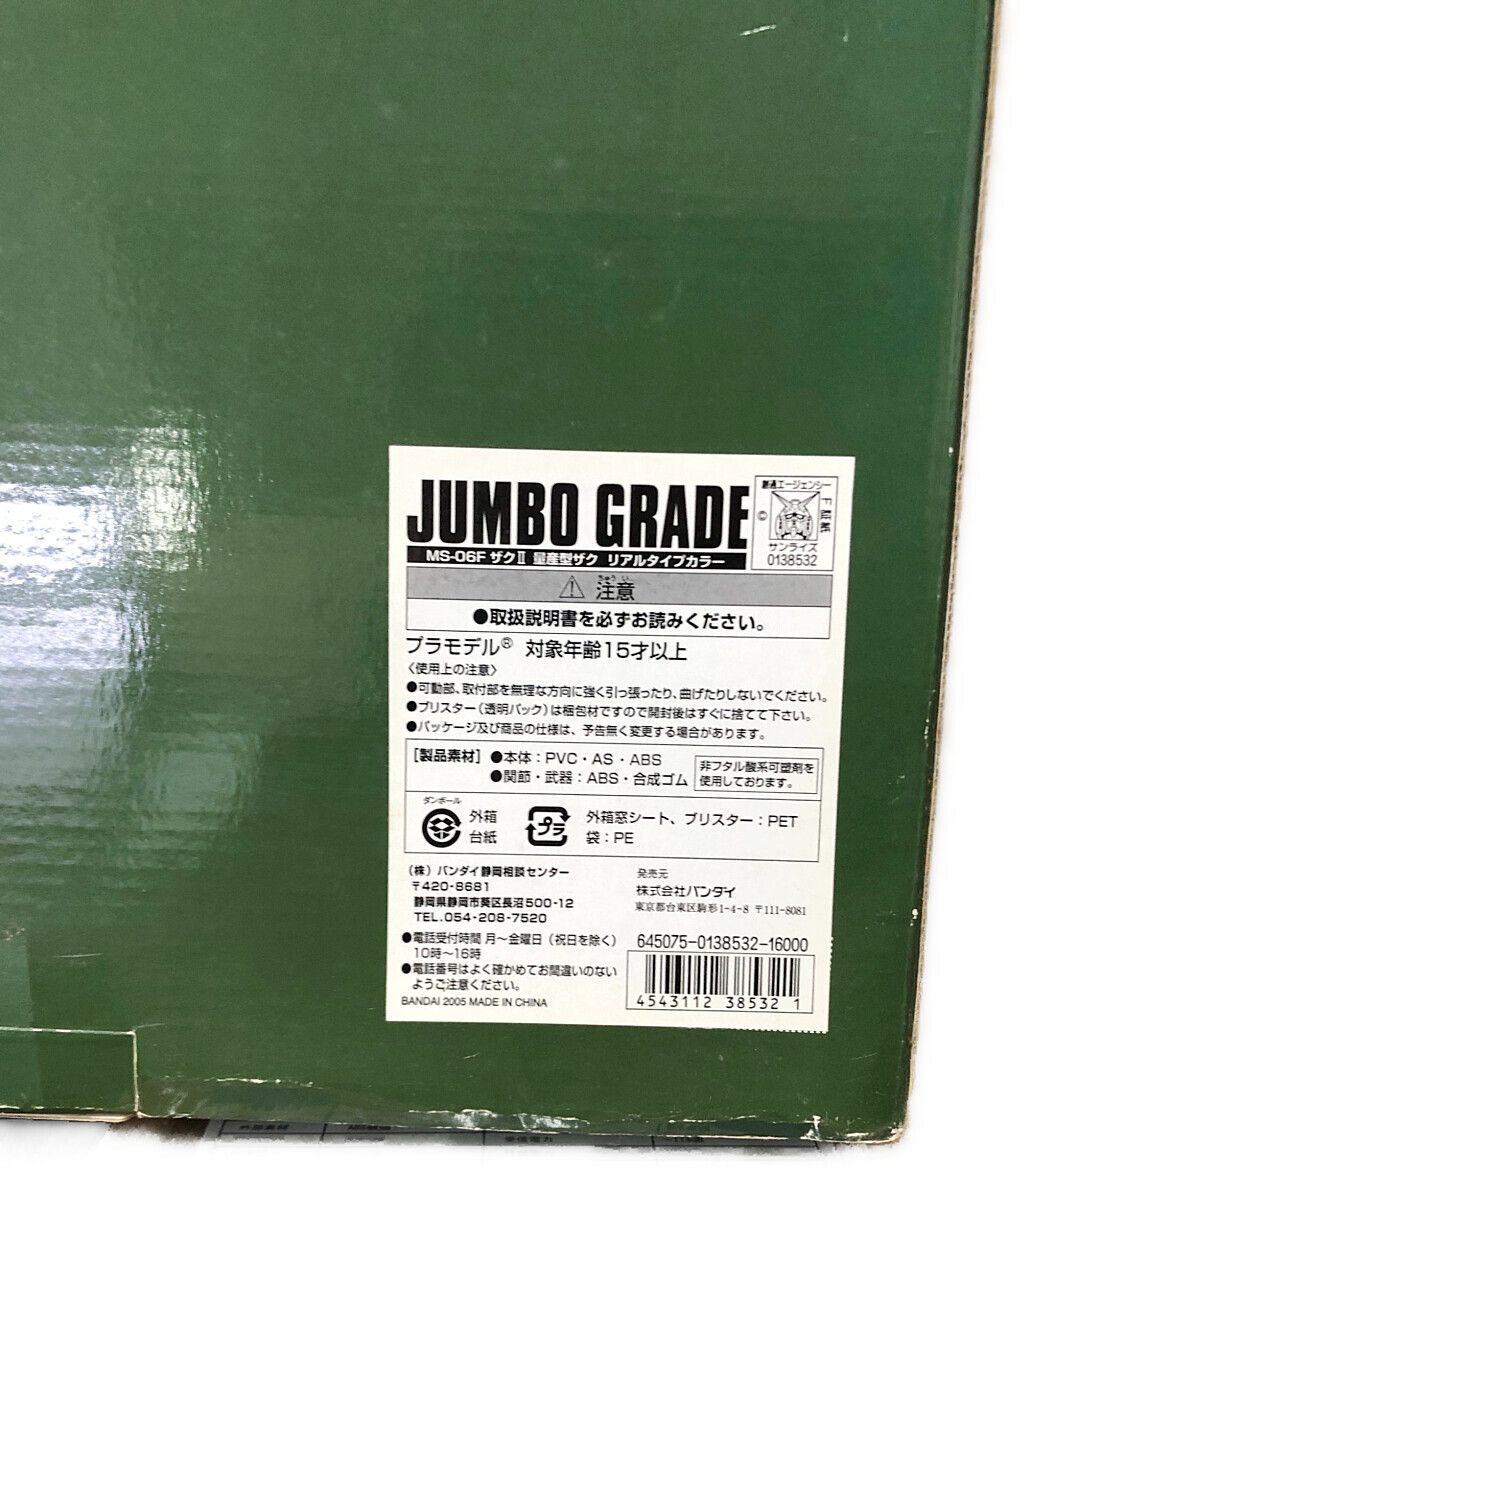 JUMBO GRADE
MS-06F ザクⅡ 量産型ザク リアルタイプカラー
創通エージェンシー
©
サンライズ
0138532
ちゅうい
注意
●取扱説明書を必ずお読みください。
プラモデル® 対象年齢15才以上
〈使用上の注意〉
●可動部、取付部を無理な方向に強く引っ張ったり、曲げたりしないでください。
●ブリスター(透明パック)は梱包材ですので開封後はすぐに捨てて下さい。
●パッケージ及び商品の仕様は、予告無く変更する場合があります。
[製品素材] ●本体：PVC・AS・ABS
●関節・武器：ABS・合成ゴム
非フタル酸系可塑剤を
使用しております。
ダンボール
外箱
台紙
プラ
外箱窓シート、ブリスター：PET
袋：PE
(株)バンダイ静岡相談センター
〒420-8681
静岡県静岡市葵区長沼500-12
TEL.054-208-7520
●電話受付時間 月～金曜日(祝日を除く)
10時～16時
●電話番号はよく確かめてお間違いのない
ようご注意ください。
BANDAI 2005 MADE IN CHINA
発売元
株式会社バンダイ
東京都台東区駒形1-4-8 〒111-8081
645075-0138532-16000
4543112 38532 1